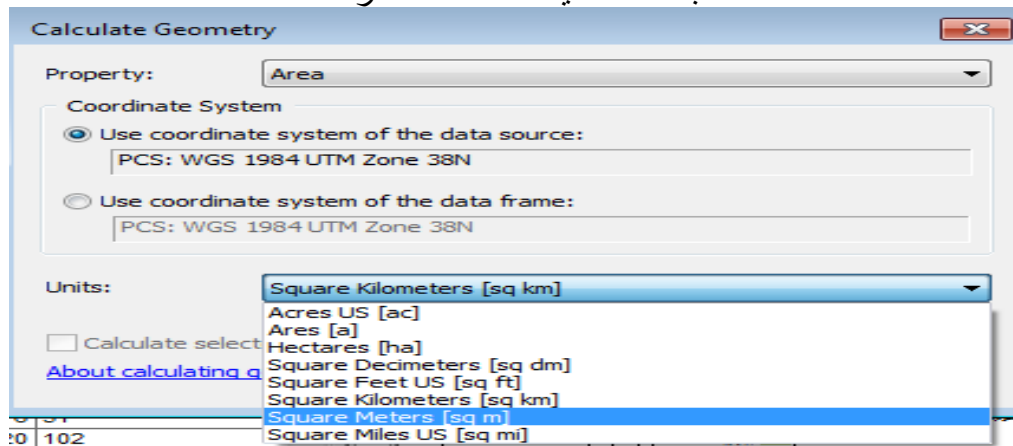 Calculate Geometry
Property: Area
Coordinate System
Use coordinate system of the data source:
PCS: WGS 1984 UTM Zone 38N
Use coordinate system of the data frame:
PCS: WGS 1984 UTM Zone 38N
Units: Square Kilometers [sq km]
Acres US [ac]
Ares [a]
Calculate select
Hectares [ha]
Square Decimeters [sq dm]
About calculating g
Square Feet US [sq ft]
Square Kilometers [sq km]
Square Meters [sq m]
Square Miles US [sq mi]
20 102